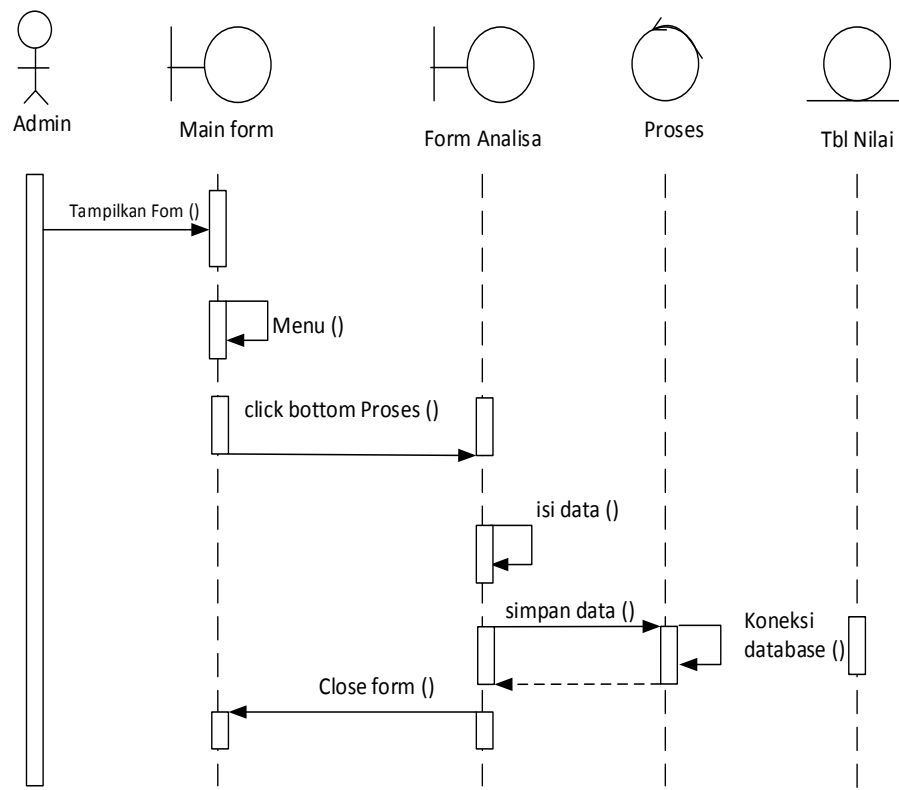 Admin
Main form
Form Analisa
Proses
Tbl Nilai
Tampilkan Fom ()
Menu ()
click bottom Proses ()
isi data ()
simpan data ()
Koneksi
database ()
Close form ()